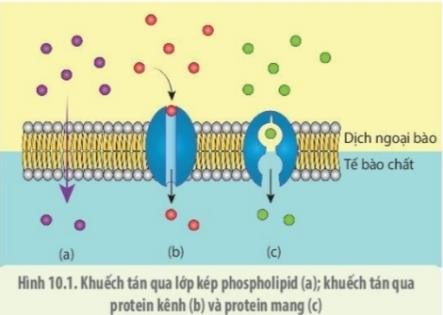 Dịch ngoại bào
Tế bào chất
(a)
(b)
(c)
Hình 10.1. Khuếch tán qua lớp kép phospholipid (a); khuếch tán qua
protein kênh (b) và protein mang (c)